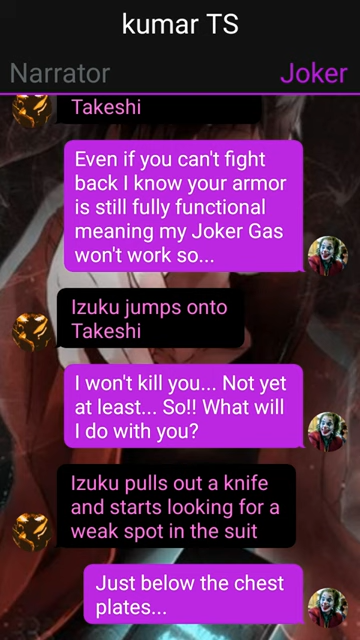 kumar TS
Narrator
Joker
Takeshi
Even if you can't fight
back I know your armor
is still fully functional
meaning my Joker Gas
won't work so...
Izuku jumps onto
Takeshi
I won't kill you... Not yet
at least... So!! What will
I do with you?
Izuku pulls out a knife
and starts looking for a
weak spot in the suit
Just below the chest
plates...